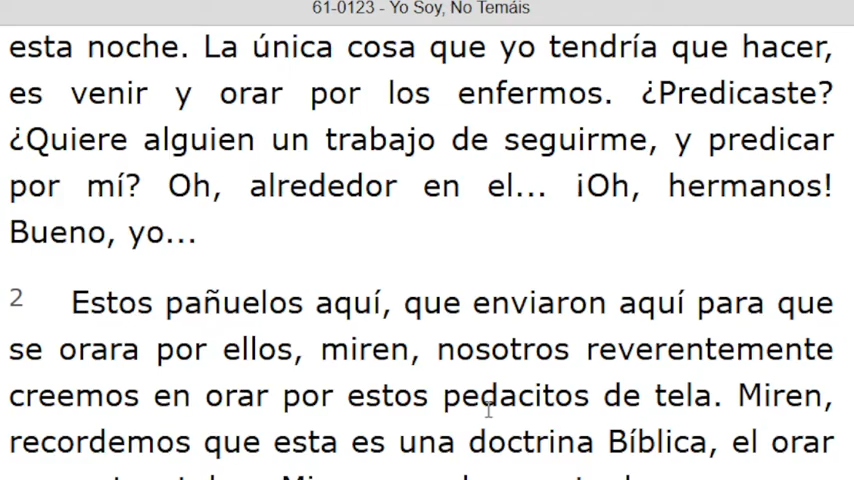 61-0123 - Yo Soy, No Temáis
esta noche. La única cosa que yo tendría que hacer,
es venir y orar por los enfermos. ¿Predicaste?
¿Quiere alguien un trabajo de seguirme, y predicar
por mí? Oh, alrededor en el... ¡Oh, hermanos!
Bueno, yo...
2 Estos pañuelos aquí, que enviaron aquí para que
se orara por ellos, miren, nosotros reverentemente
creemos en orar por estos pedacitos de tela. Miren,
recordemos que esta es una doctrina Bíblica, el orar